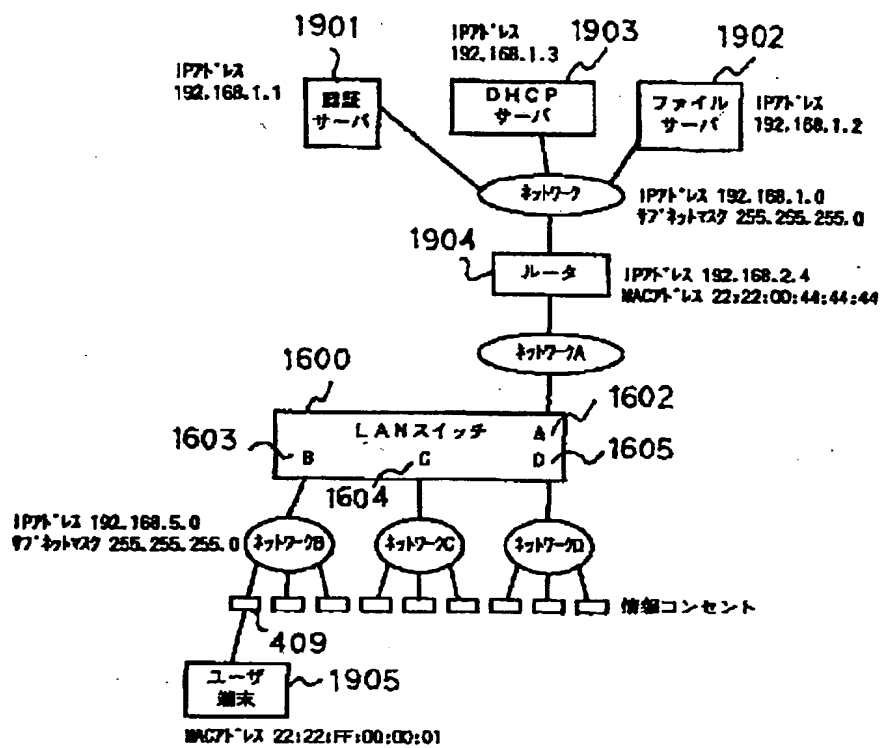 1901
IPアドレス
192.168.1.1
認証
サーバ
IPアドレス
192.168.1.3
1903
DHCP
サーバ
1902
ファイル
サーバ
IPアドレス
192.168.1.2
ネットワーク
IPアドレス 192.168.1.0
サブネットマスク 255.255.255.0
1904
ルータ
IPアドレス 192.168.2.4
MACアドレス 22:22:00:44:44:44
ネットワークA
1600
1602
LANスイッチ
A
1603
B
C
D
1605
1604
IPアドレス 192.168.5.0
サブネットマスク 255.255.255.0
ネットワークB
ネットワークC
ネットワークD
情報コンセント
409
ユーザ
端末
1905
MACアドレス 22:22:FF:00:00:01